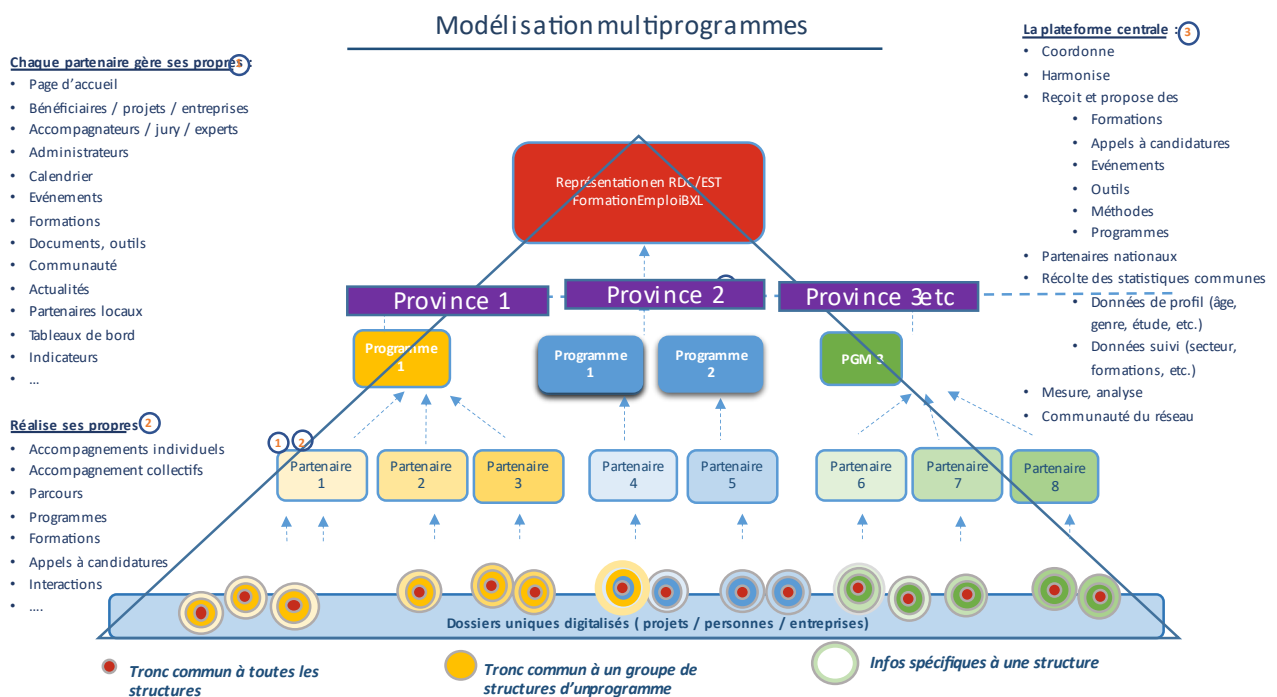 Modélisation multiprogrammes
Chaque partenaire gère ses propres :
1
• Page d'accueil
• Bénéficiaires / projets / entreprises
• Accompagnateurs / jury / experts
• Administrateurs
• Calendrier
• Evénements
• Formations
• Documents, outils
• Communauté
• Actualités
• Partenaires locaux
• Tableaux de bord
• Indicateurs
• …
Réalise ses propres
2
• Accompagnements individuels
• Accompagnement collectifs
• Parcours
• Programmes
• Formations
• Appels à candidatures
• Interactions
• ….
La plateforme centrale :
3
• Coordonne
• Harmonise
• Reçoit et propose des
• Formations
• Appels à candidatures
• Evénements
• Outils
• Méthodes
• Programmes
• Partenaires nationaux
• Récolte des statistiques communes
• Données de profil (âge,
genre, étude, etc.)
• Données suivi (secteur,
formations, etc.)
• Mesure, analyse
• Communauté du réseau
Représentation en RDC/EST
FormationEmploiBXL
Province 1
Province 2
Province 3etc
Programme
1
Programme
1
Programme
2
PGM 3
1 2
Partenaire
1
Partenaire
2
Partenaire
3
Partenaire
4
Partenaire
5
Partenaire
6
Partenaire
7
Partenaire
8
Dossiers uniques digitalisés ( projets / personnes / entreprises)
Tronc commun à toutes les
structures
Tronc commun à un groupe de
structures d'unprogramme
Infos spécifiques à une structure